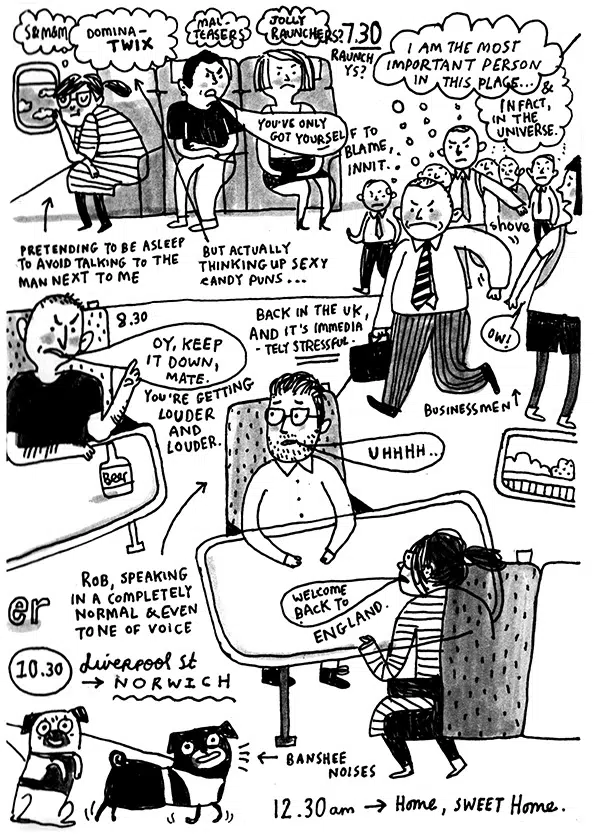 S&M&M
DOMINA-
TWIX
MAL-
TEASERS
JOLLY
RAUNCHERS?
7.30
RAUNCH
YS?
I AM THE MOST
IMPORTANT PERSON
IN THIS PLACE...
& IN FACT,
IN THE
UNIVERSE.
YOU'VE ONLY
GOT YOURSELF TO
BLAME,
INNIT.
shove
PRETENDING TO BE ASLEEP
TO AVOID TALKING TO THE
MAN NEXT TO ME
BUT ACTUALLY
THINKING UP SEXY
CANDY PUNS...
OW!
8.30
BACK IN THE UK,
AND IT'S IMMEDIA
-TELY STRESSFUL.
BUSINESSMEN
OY, KEEP
IT DOWN,
MATE.
YOU'RE GETTING
LOUDER
AND
LOUDER.
UHHHH..
Beer
ROB, SPEAKING
IN A COMPLETELY
NORMAL & EVEN
TONE OF VOICE
WELCOME
BACK TO
ENGLAND.
er
10.30
Liverpool St
→ NORWICH
← BANSHEE
NOISES
12.30am → Home, SWEET Home.